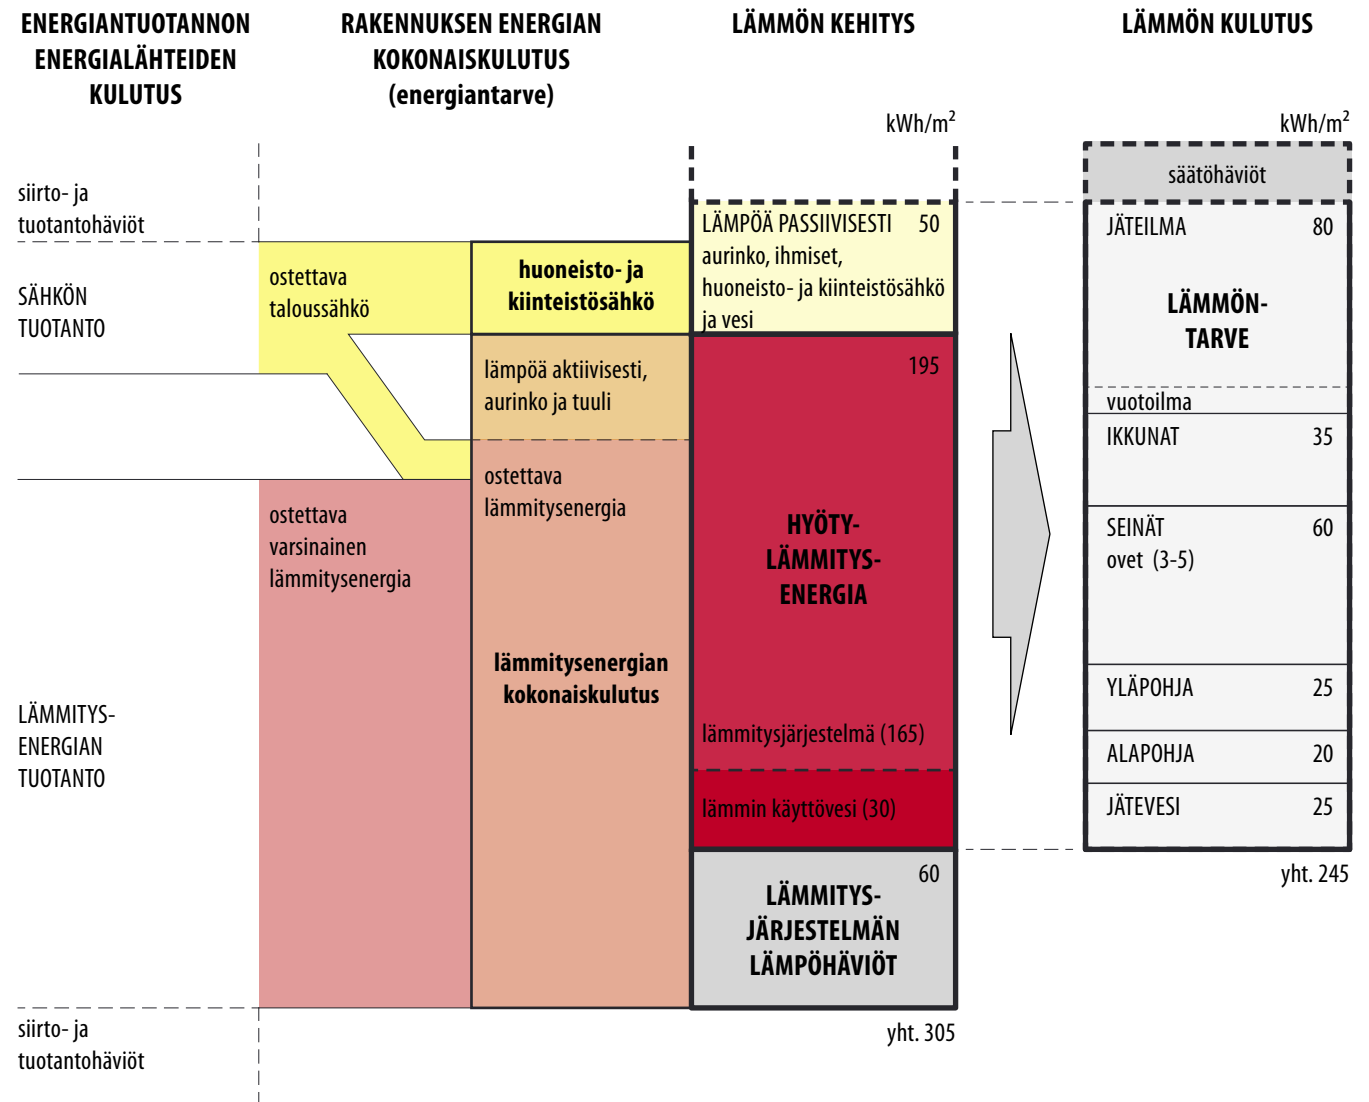 ENERGIANTUOTANNON
ENERGIALÄHTEIDEN
KULUTUS
RAKENNUKSEN ENERGIAN
KOKONAISKULUTUS
(energiantarve)
LÄMMÖN KEHITYS
LÄMMÖN KULUTUS
kWh/m²
kWh/m²
siirto- ja
tuotantohäviöt
SÄHKÖN
TUOTANTO
LÄMMITYS-
ENERGIAN
TUOTANTO
siirto- ja
tuotantohäviöt
ostettava
taloussähkö
ostettava
varsinainen
lämmitysenergia
huoneisto- ja
kiinteistösähkö
lämpöä aktiivisesti,
aurinko ja tuuli
ostettava
lämmitysenergia
lämmitysenergian
kokonaiskulutus
LÄMPÖÄ PASSIIVISESTI 50
aurinko, ihmiset,
huoneisto- ja kiinteistösähkö
ja vesi
195
HYÖTY-
LÄMMITYS-
ENERGIA
lämmitysjärjestelmä (165)
lämmin käyttövesi (30)
60
LÄMMITYS-
JÄRJESTELMÄN
LÄMPÖHÄVIÖT
yht. 305
säätöhäviöt
JÄTEILMA 80
LÄMMÖN-
TARVE
vuotoilma
IKKUNAT 35
SEINÄT 60
ovet (3-5)
YLÄPOHJA 25
ALAPOHJA 20
JÄTEVESI 25
yht. 245